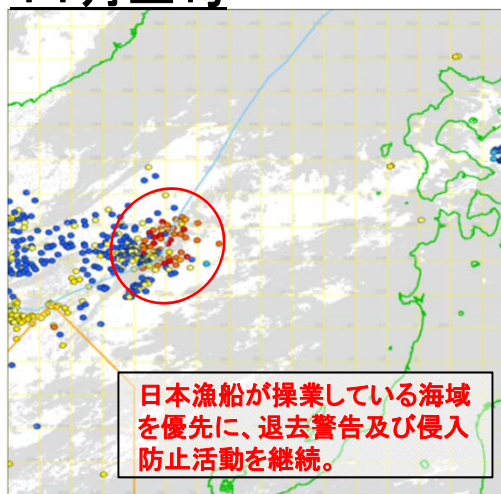 日本漁船が操業している海域
を優先に、退去警告及び侵入
防止活動を継続。